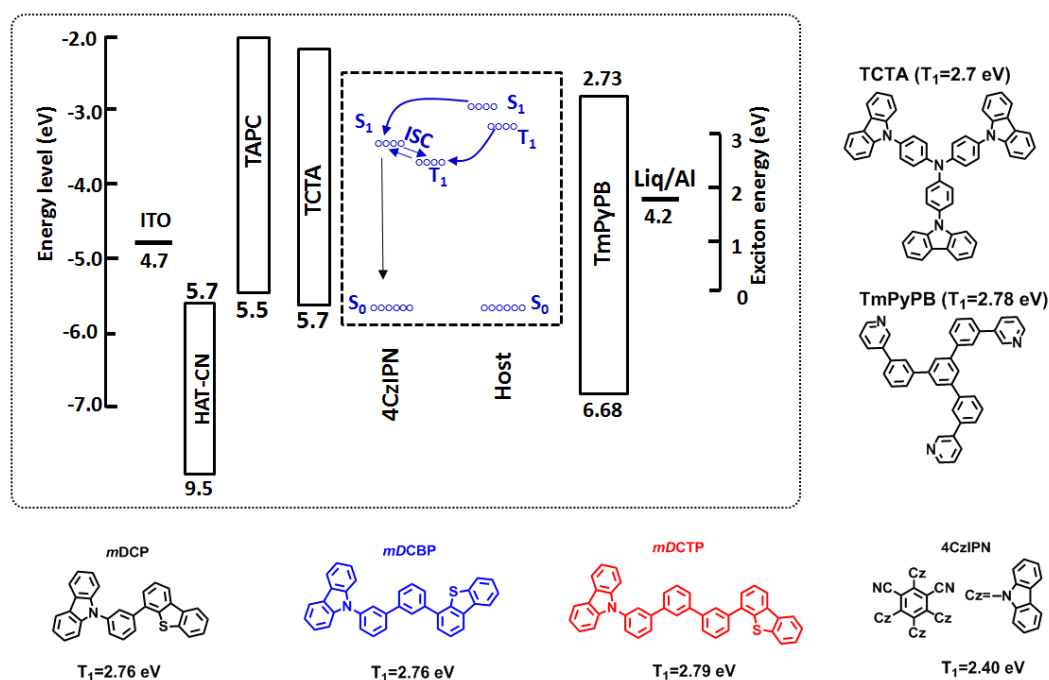 Energy level (eV)
-2.0
-3.0
-4.0
-5.0
-6.0
-7.0
ITO
4.7
5.7
HAT-CN
9.5
TAPC
5.5
TCTA
5.7
S1
S1
ISC
T1
T1
S0
S0
4CzIPN
Host
2.73
TmPyPB
6.68
Liq/Al
4.2
3
2
1
0
Exciton energy (eV)
TCTA (T1=2.7 eV)
N
N
N
N
TmPyPB (T1=2.78 eV)
N
N
N
mDCP
N
S
T1=2.76 eV
mDCBP
N
S
T1=2.76 eV
mDCTP
N
S
T1=2.79 eV
4CzIPN
Cz
NC CN
Cz Cz
Cz
Cz= N
T1=2.40 eV